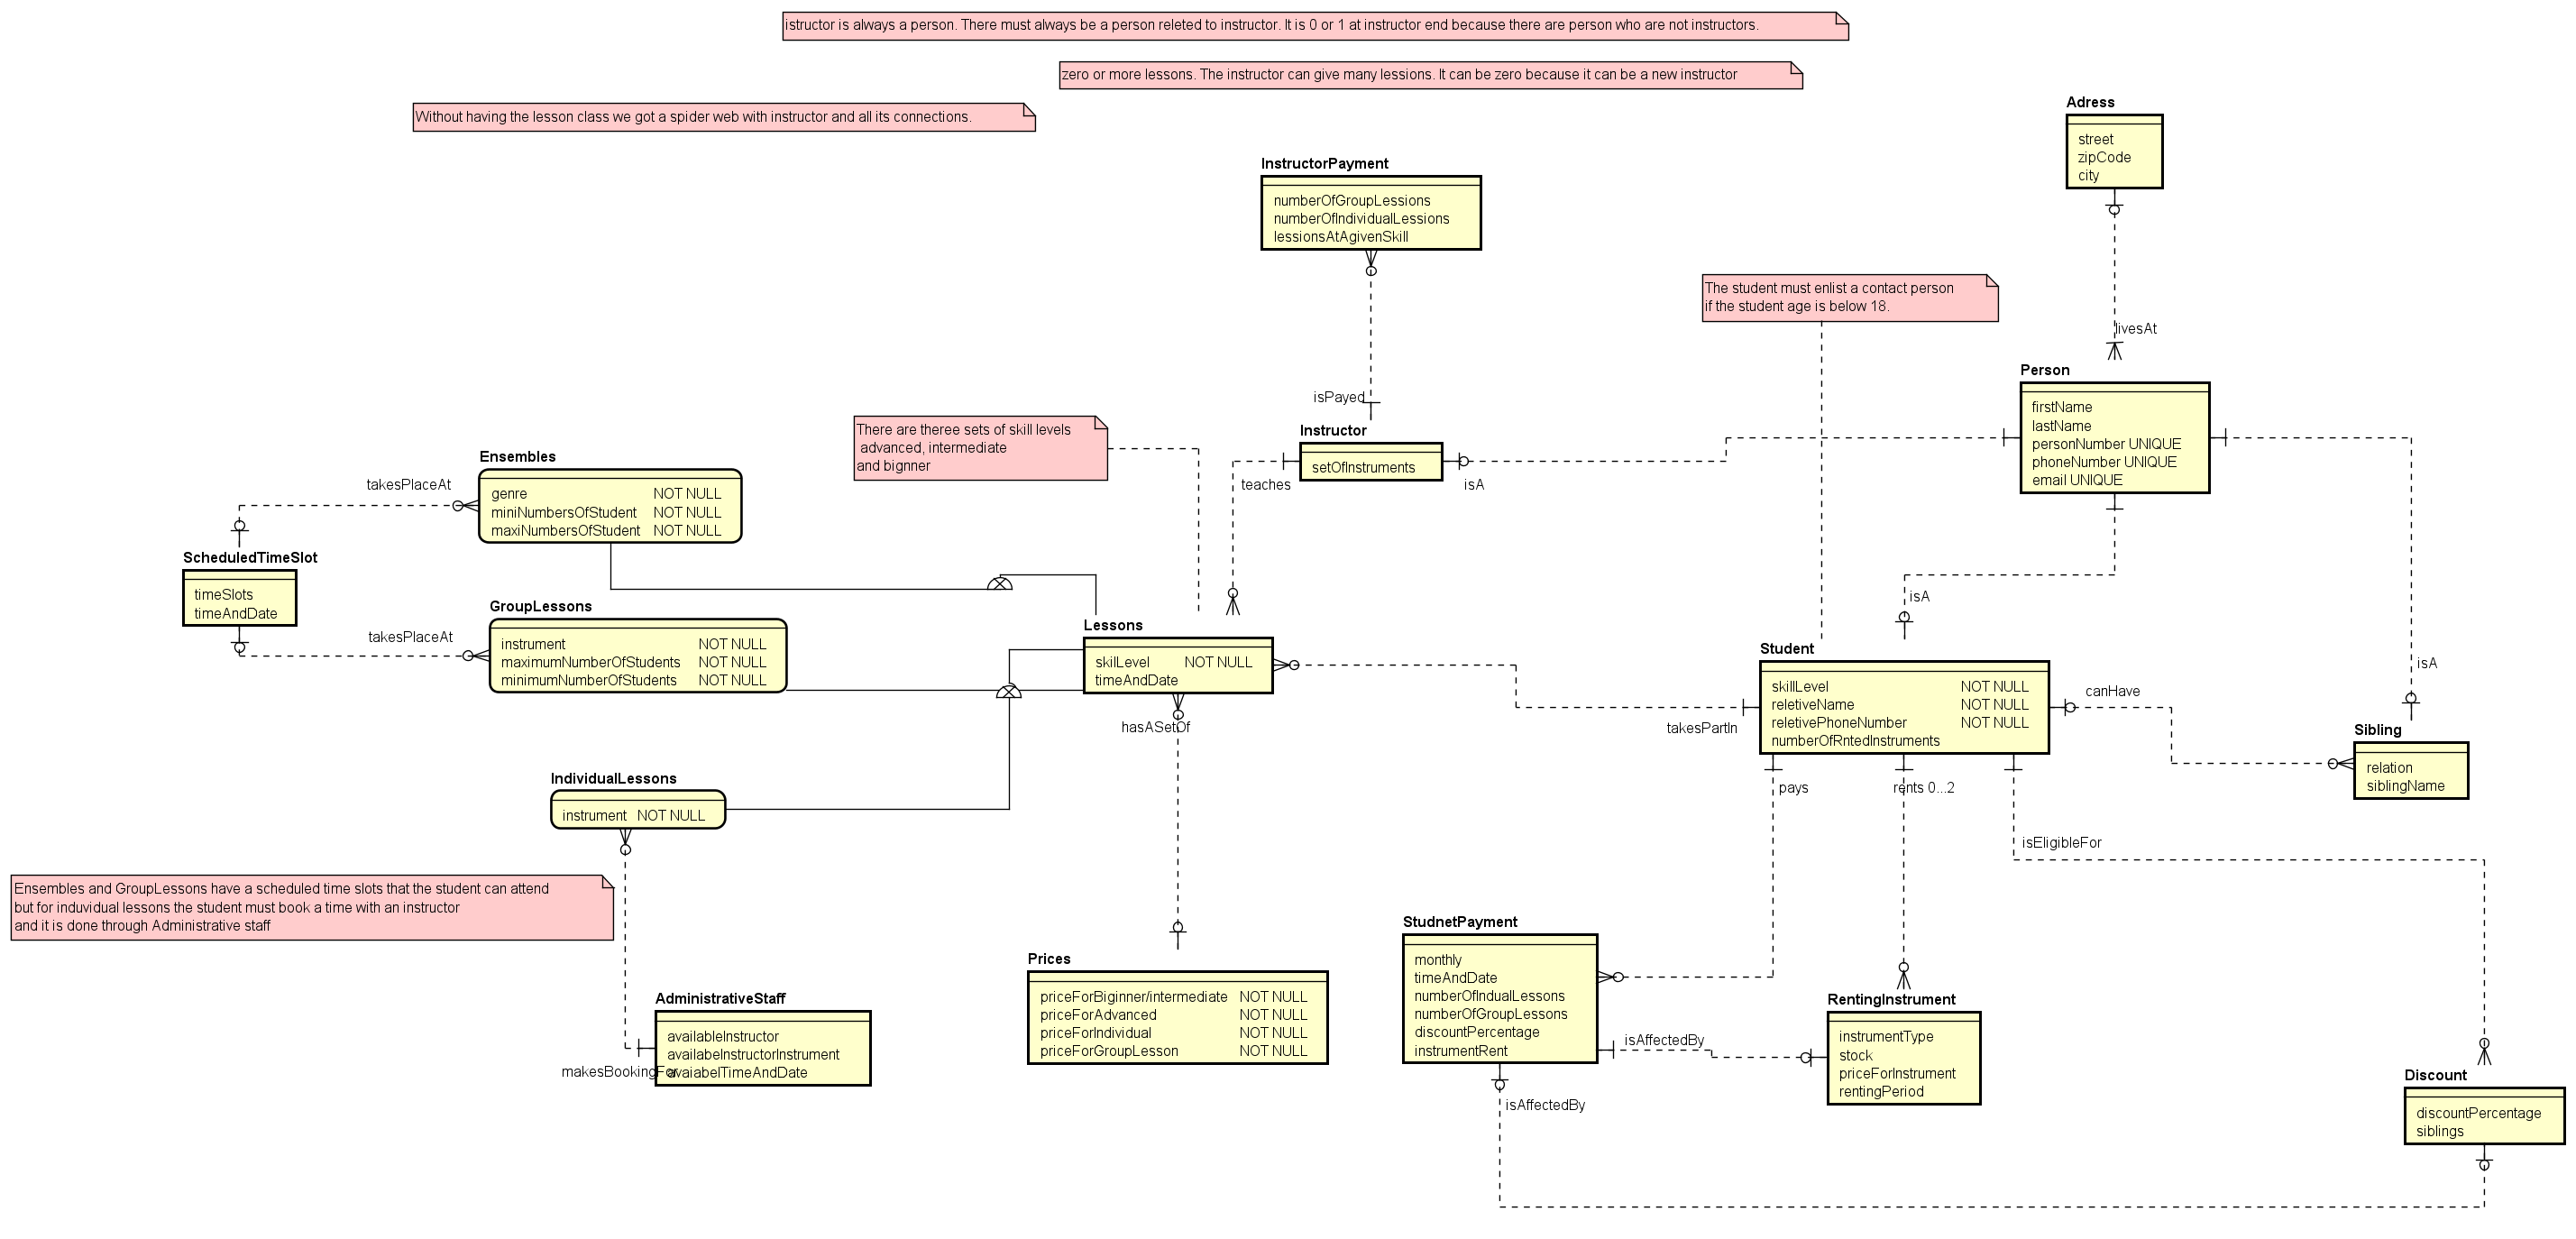 istructor is always a person. There must always be a person releted to instructor. It is 0 or 1 at instructor end because there are person who are not instructors.
zero or more lessons. The instructor can give many lessions. It can be zero because it can be a new instructor
Without having the lesson class we got a spider web with instructor and all its connections.
Adress
street
zipCode
city
InstructorPayment
numberOfGroupLessions
numberOfIndividualLessions
lessionsAtAgivenSkill
The student must enlist a contact person
if the student age is below 18.
livesAt
Person
firstName
lastName
personNumber UNIQUE
phoneNumber UNIQUE
email UNIQUE
isPayed
Instructor
setOfInstruments
teaches
isA
There are theree sets of skill levels
advanced, intermediate
and bignner
Ensembles
genre NOT NULL
miniNumbersOfStudent NOT NULL
maxiNumbersOfStudent NOT NULL
takesPlaceAt
ScheduledTimeSlot
timeSlots
timeAndDate
takesPlaceAt
GroupLessons
instrument NOT NULL
maximumNumberOfStudents NOT NULL
minimumNumberOfStudents NOT NULL
Lessons
skilLevel NOT NULL
timeAndDate
hasASetOf
isA
Student
skillLevel NOT NULL
reletiveName NOT NULL
reletivePhoneNumber NOT NULL
numberOfRntedInstruments
takesPartIn
canHave
isA
Sibling
relation
siblingName
IndividualLessons
instrument NOT NULL
pays
rents 0...2
isEligibleFor
Ensembles and GroupLessons have a scheduled time slots that the student can attend
but for induvidual lessons the student must book a time with an instructor
and it is done through Administrative staff
AdministrativeStaff
availableInstructor
availabeInstructorInstrument
avaiabelTimeAndDate
makesBookingFor
Prices
priceForBiginner/intermediate NOT NULL
priceForAdvanced NOT NULL
priceForIndividual NOT NULL
priceForGroupLesson NOT NULL
StudnetPayment
monthly
timeAndDate
numberOfIndualLessons
numberOfGroupLessons
discountPercentage
instrumentRent
isAffectedBy
isAffectedBy
RentingInstrument
instrumentType
stock
priceForInstrument
rentingPeriod
Discount
discountPercentage
siblings